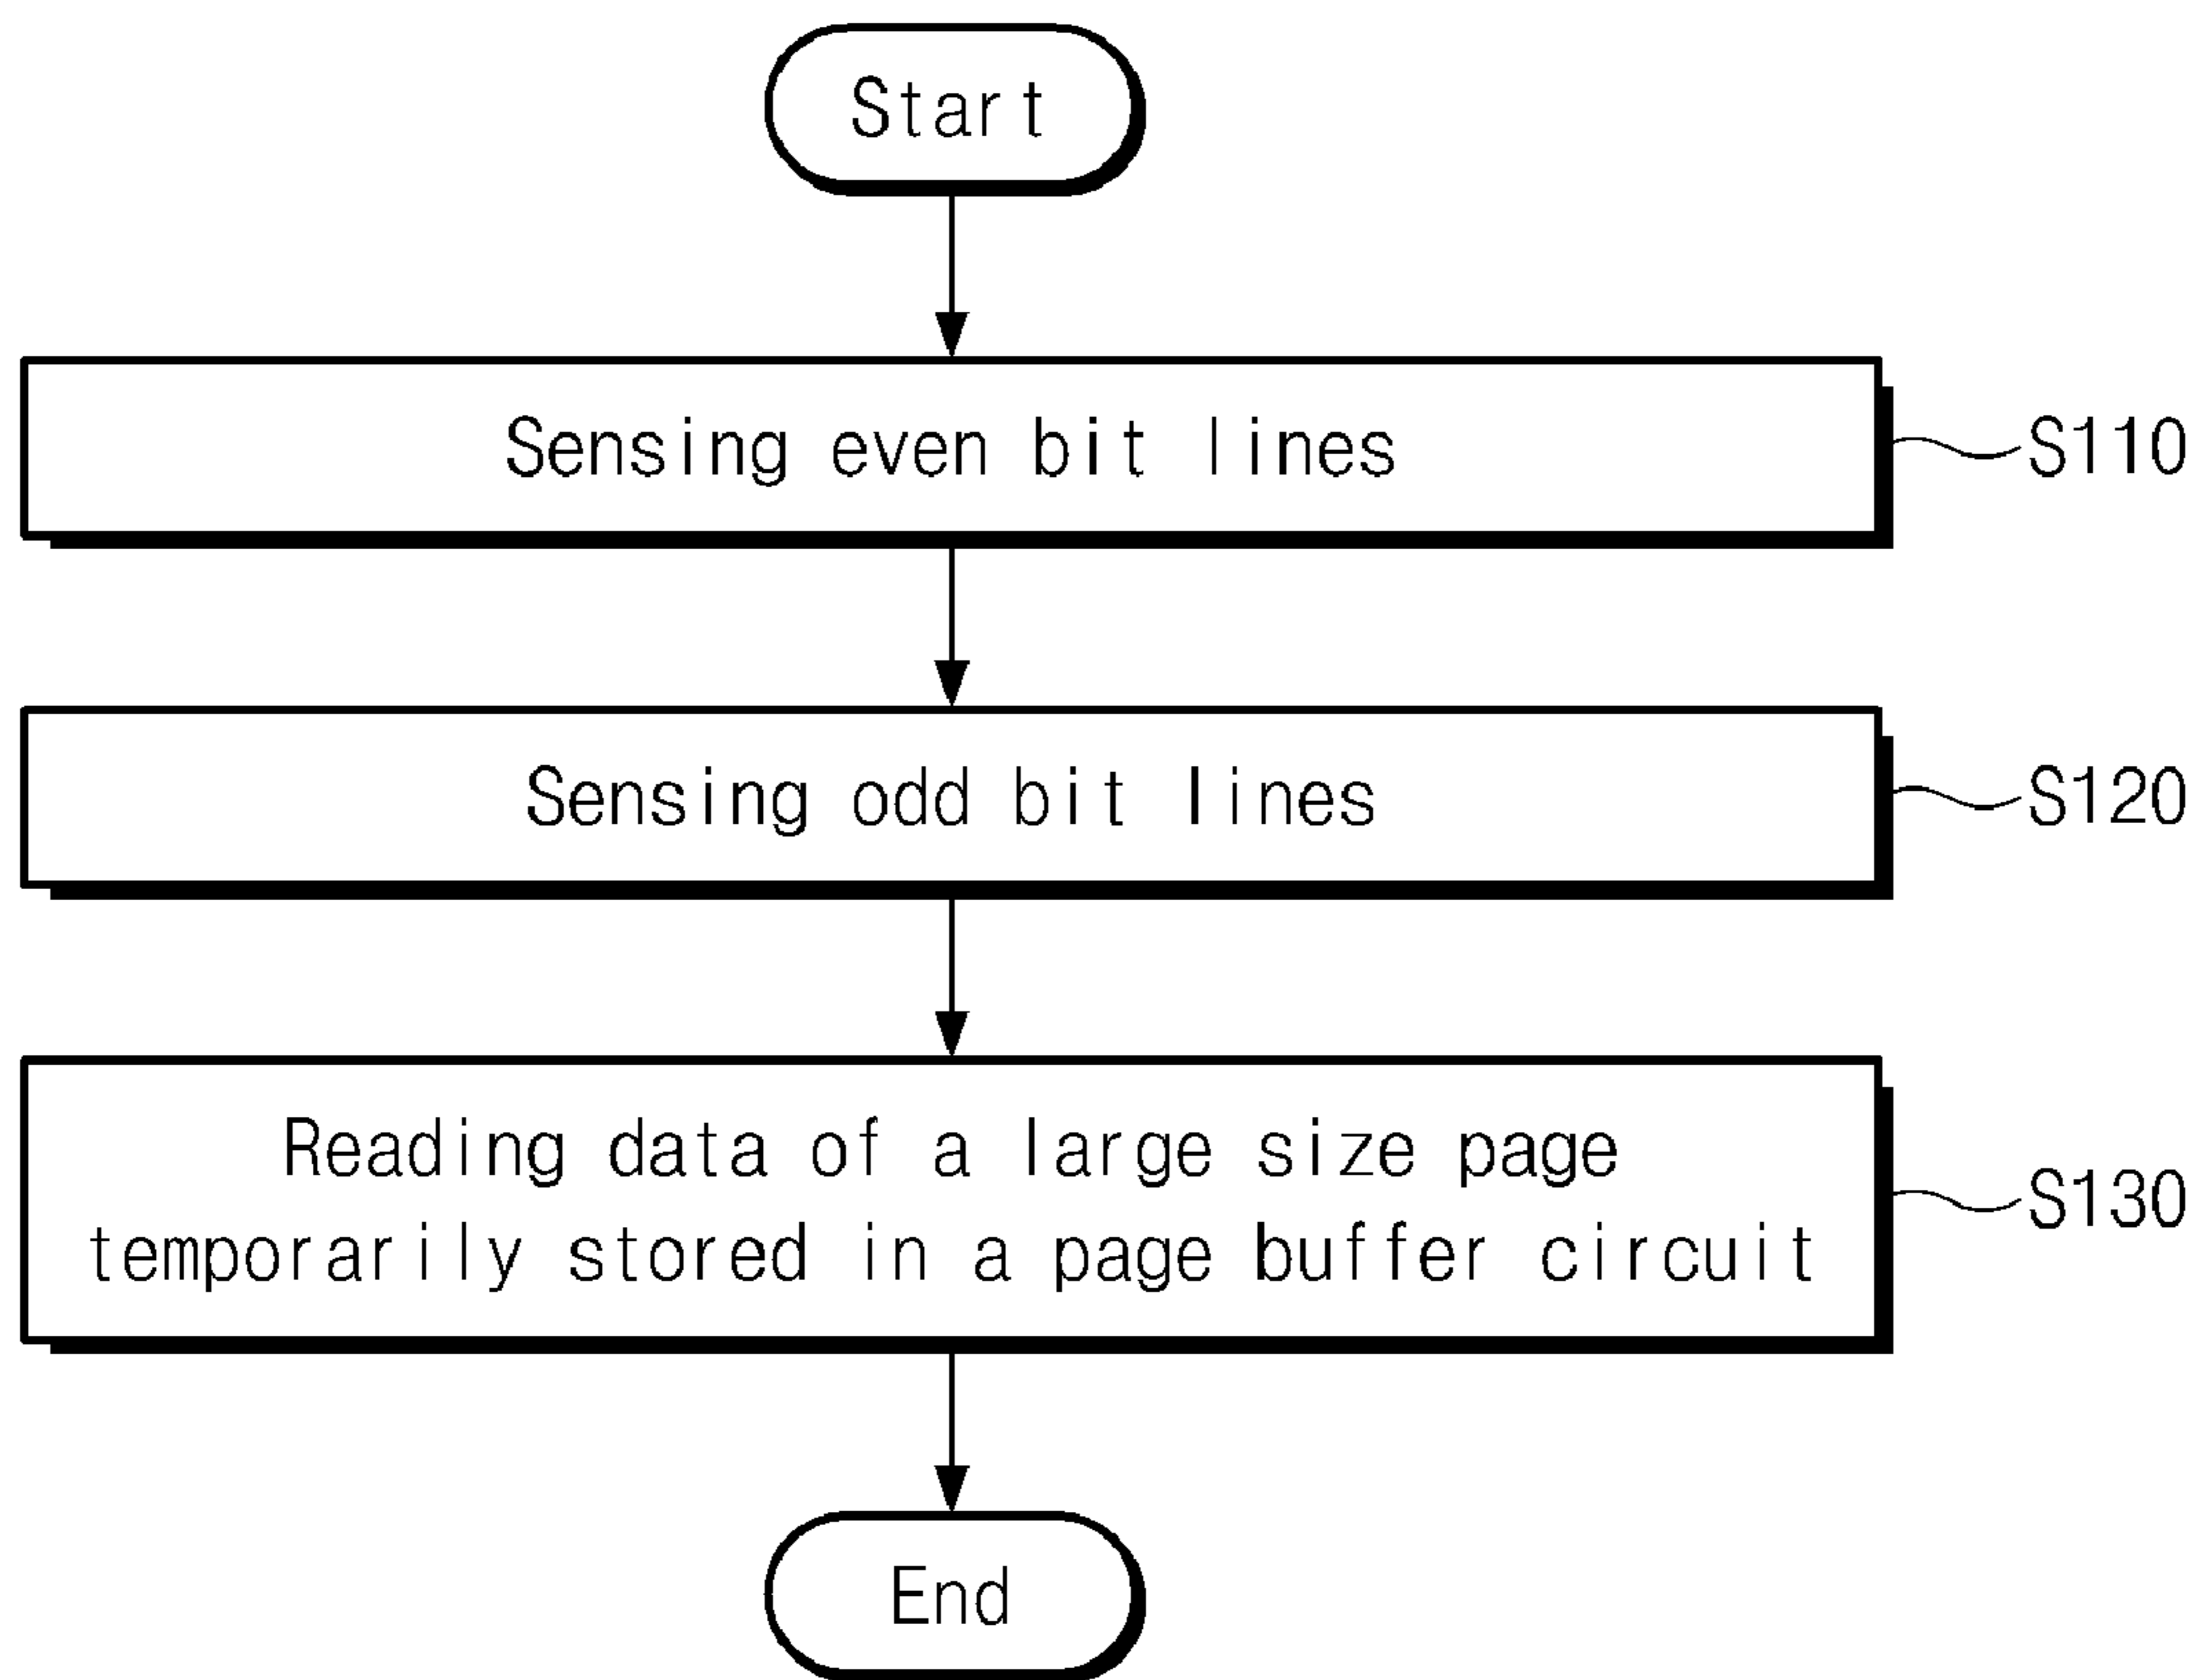 Start
Sensing even bit lines
S110
Sensing odd bit lines
S120
Reading data of a large size page
temporarily stored in a page buffer circuit
S130
End